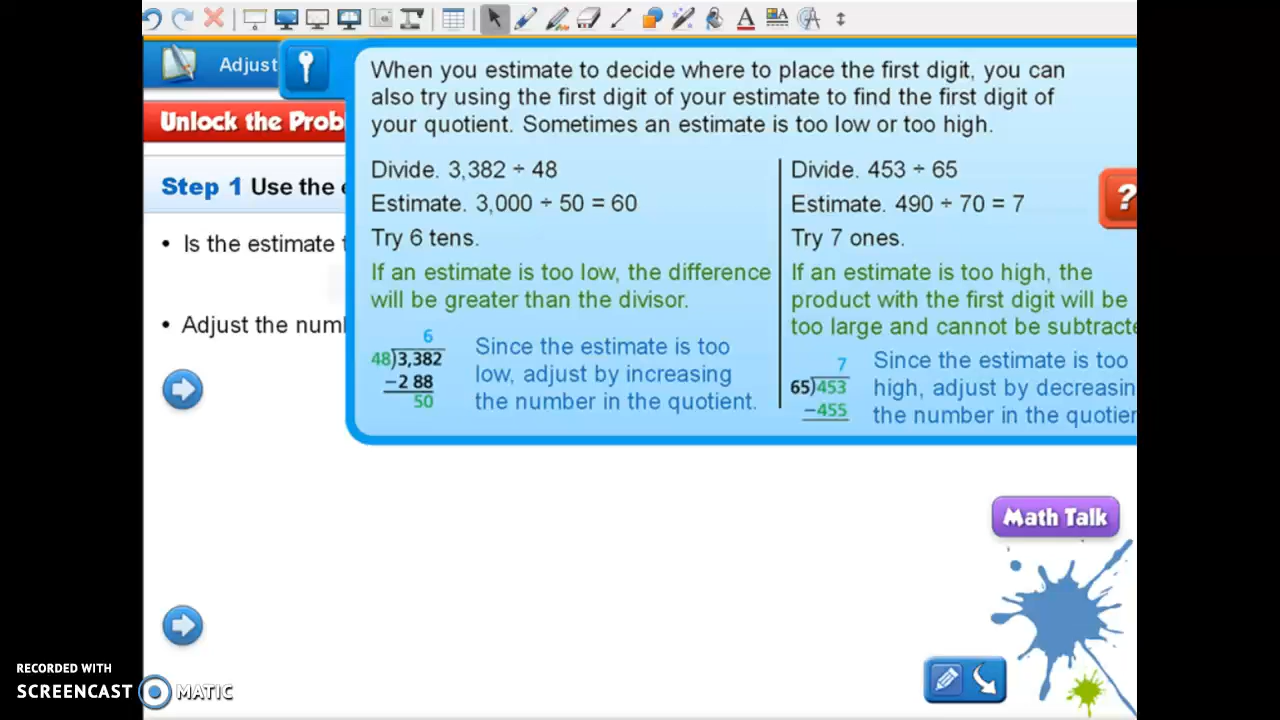 Adjust
When you estimate to decide where to place the first digit, you can
also try using the first digit of your estimate to find the first digit of
your quotient. Sometimes an estimate is too low or too high.
Unlock the Prob
Step 1 Use the e
• Is the estimate t
• Adjust the num
Divide. 3,382 ÷ 48
Estimate. 3,000 ÷ 50 = 60
Try 6 tens.
If an estimate is too low, the difference
will be greater than the divisor.
6
48)3,382
−2 88
50
Since the estimate is too
low, adjust by increasing
the number in the quotient.
Divide. 453 ÷ 65
Estimate. 490 ÷ 70 = 7
Try 7 ones.
If an estimate is too high, the
product with the first digit will be
too large and cannot be subtracte
7
65)453
−455
Since the estimate is too
high, adjust by decreasin
the number in the quotien
?
Math Talk
RECORDED WITH
SCREENCAST MATIC